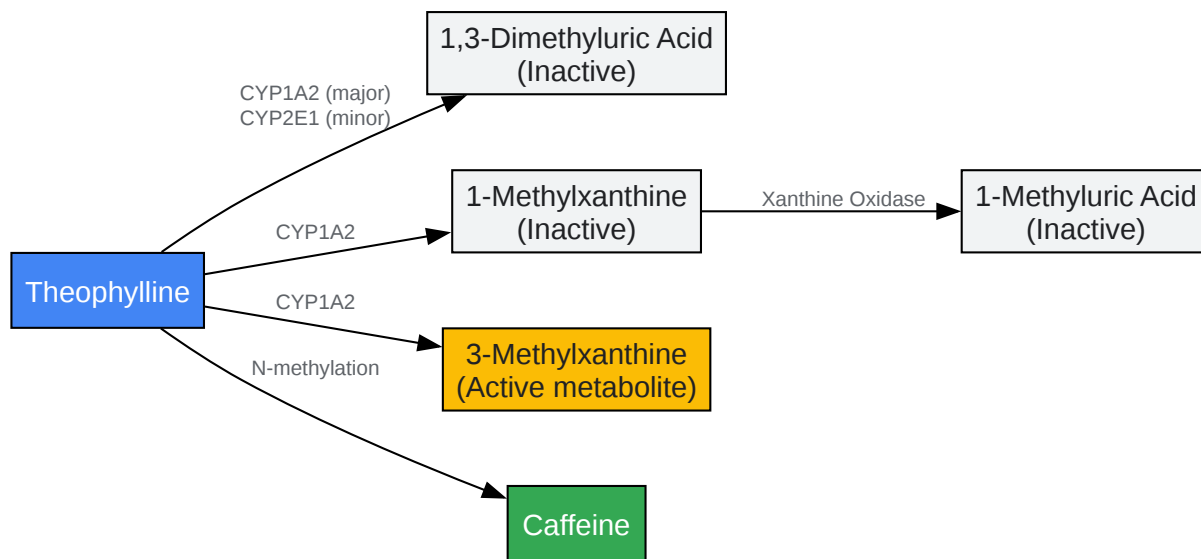 1,3-Dimethyluric Acid
(Inactive)
CYP1A2 (major)
CYP2E1 (minor)
1-Methylxanthine
(Inactive)
Xanthine Oxidase
1-Methyluric Acid
(Inactive)
CYP1A2
Theophylline
CYP1A2
3-Methylxanthine
(Active metabolite)
N-methylation
Caffeine